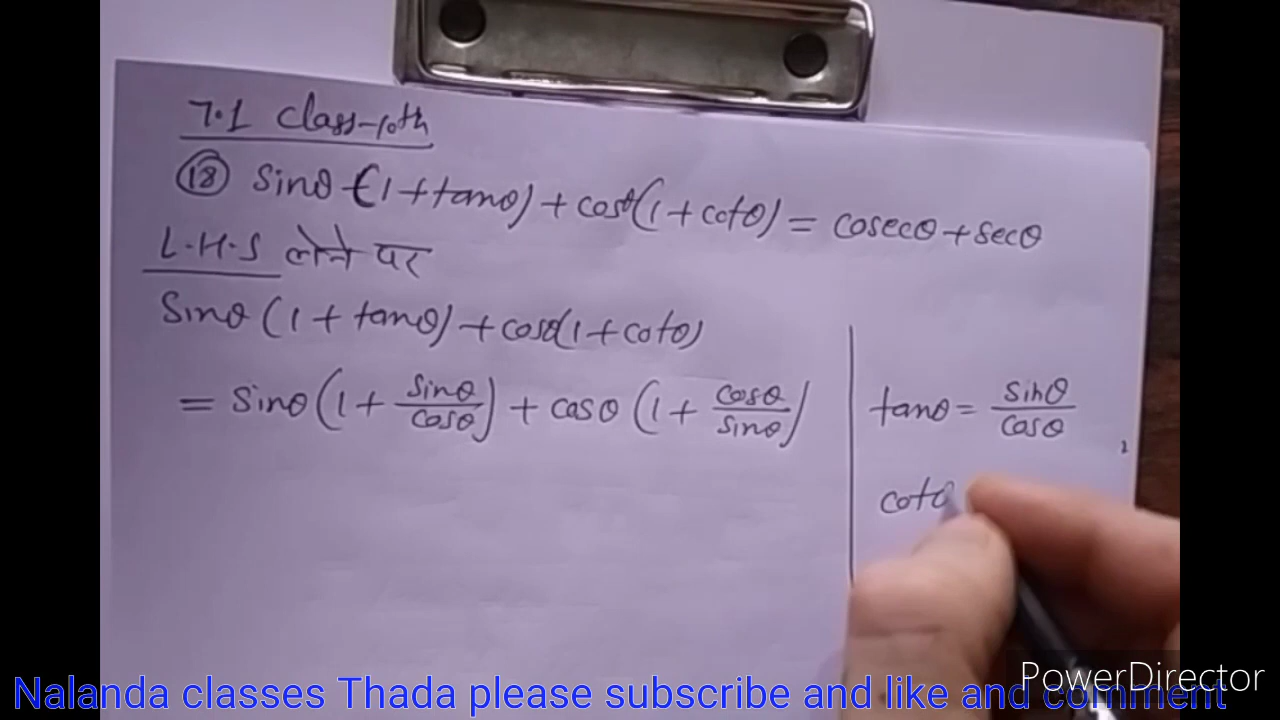 7.1 Class-10th
(18) sinθ (1+tanθ) + cosθ(1+cotθ) = cosecθ + secθ
L.H.S लेने पर
sinθ (1 + tanθ) + cosθ(1 + cotθ)
= sinθ (1 + sinθ/cosθ) + cosθ (1 + cosθ/sinθ)
tanθ = sinθ/cosθ
cotθ
PowerDirector
Nalanda classes Thada please subscribe and like and comment